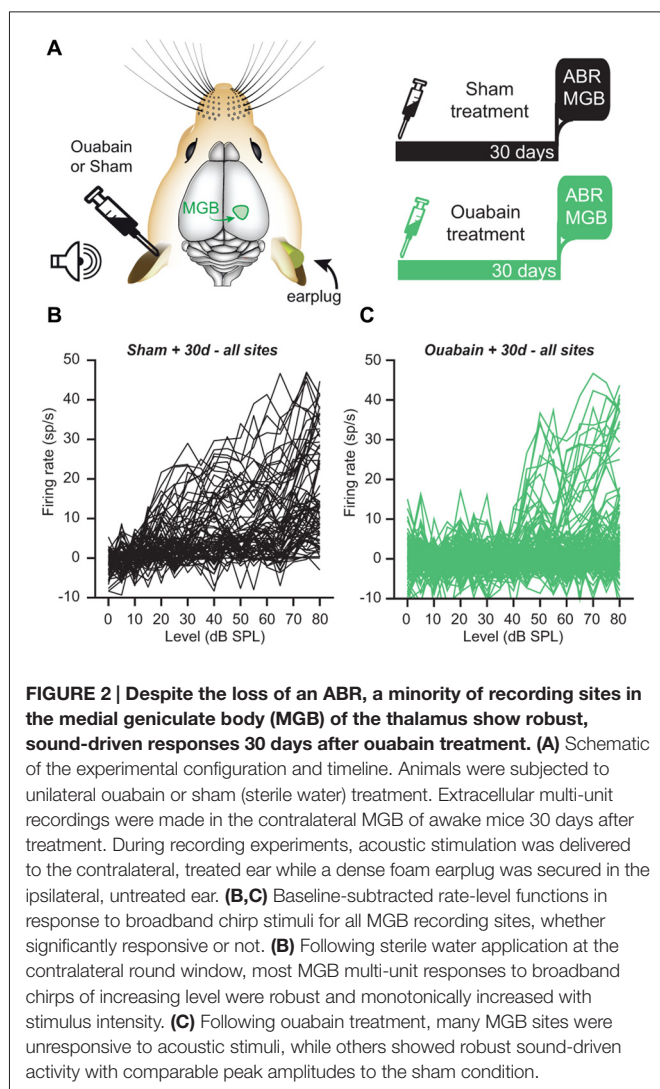 A
Ouabain
or Sham
MGB
earplug
Sham
treatment
30 days
ABR
MGB
Ouabain
treatment
30 days
ABR
MGB
B
Sham + 30d - all sites
Firing rate (sp/s)
50
40
30
20
10
0
-10
0 10 20 30 40 50 60 70 80
Level (dB SPL)
C
Ouabain + 30d - all sites
Firing rate (sp/s)
50
40
30
20
10
0
-10
0 10 20 30 40 50 60 70 80
Level (dB SPL)
FIGURE 2 | Despite the loss of an ABR, a minority of recording sites in
the medial geniculate body (MGB) of the thalamus show robust,
sound-driven responses 30 days after ouabain treatment. (A) Schematic
of the experimental configuration and timeline. Animals were subjected to
unilateral ouabain or sham (sterile water) treatment. Extracellular multi-unit
recordings were made in the contralateral MGB of awake mice 30 days after
treatment. During recording experiments, acoustic stimulation was delivered
to the contralateral, treated ear while a dense foam earplug was secured in the
ipsilateral, untreated ear. (B,C) Baseline-subtracted rate-level functions in
response to broadband chirp stimuli for all MGB recording sites, whether
significantly responsive or not. (B) Following sterile water application at the
contralateral round window, most MGB multi-unit responses to broadband
chirps of increasing level were robust and monotonically increased with
stimulus intensity. (C) Following ouabain treatment, many MGB sites were
unresponsive to acoustic stimuli, while others showed robust sound-driven
activity with comparable peak amplitudes to the sham condition.